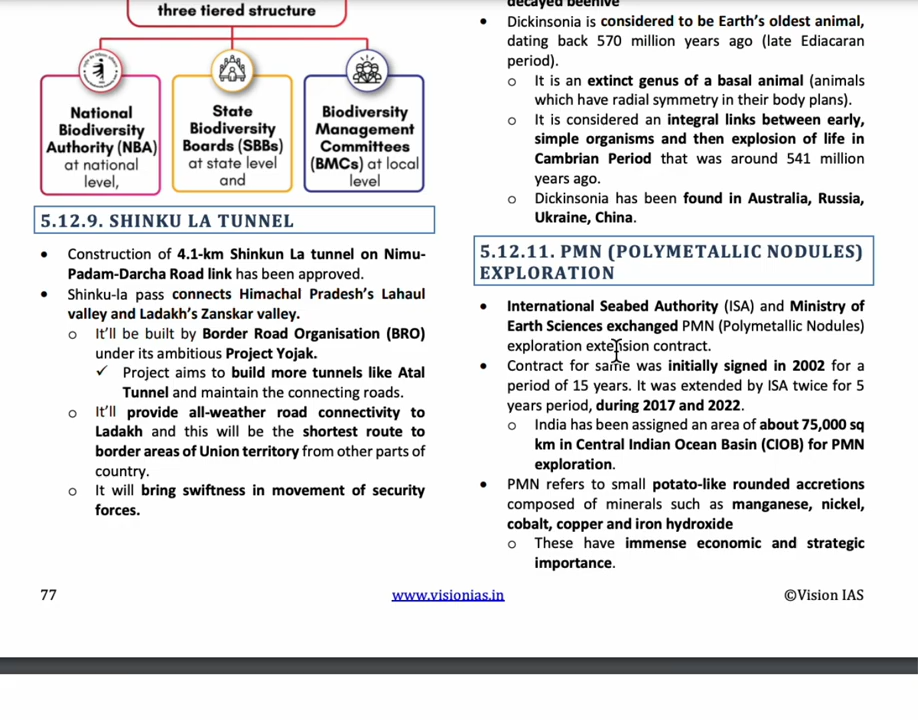 three tiered structure
National
Biodiversity
Authority (NBA)
at national
level,
State
Biodiversity
Boards (SBBs)
at state level
and
Biodiversity
Management
Committees
(BMCs) at local
level
5.12.9. SHINKU LA TUNNEL
• Construction of 4.1-km Shinkun La tunnel on Nimu-
Padam-Darcha Road link has been approved.
• Shinku-la pass connects Himachal Pradesh's Lahaul
valley and Ladakh's Zanskar valley.
o It'll be built by Border Road Organisation (BRO)
under its ambitious Project Yojak.
✓ Project aims to build more tunnels like Atal
Tunnel and maintain the connecting roads.
o It'll provide all-weather road connectivity to
Ladakh and this will be the shortest route to
border areas of Union territory from other parts of
country.
o It will bring swiftness in movement of security
forces.
decayed beehive
• Dickinsonia is considered to be Earth's oldest animal,
dating back 570 million years ago (late Ediacaran
period).
o It is an extinct genus of a basal animal (animals
which have radial symmetry in their body plans).
o It is considered an integral links between early,
simple organisms and then explosion of life in
Cambrian Period that was around 541 million
years ago.
o Dickinsonia has been found in Australia, Russia,
Ukraine, China.
5.12.11. PMN (POLYMETALLIC NODULES)
EXPLORATION
• International Seabed Authority (ISA) and Ministry of
Earth Sciences exchanged PMN (Polymetallic Nodules)
exploration extension contract.
• Contract for same was initially signed in 2002 for a
period of 15 years. It was extended by ISA twice for 5
years period, during 2017 and 2022.
o India has been assigned an area of about 75,000 sq
km in Central Indian Ocean Basin (CIOB) for PMN
exploration.
• PMN refers to small potato-like rounded accretions
composed of minerals such as manganese, nickel,
cobalt, copper and iron hydroxide
o These have immense economic and strategic
importance.
77
www.visionias.in
©Vision IAS